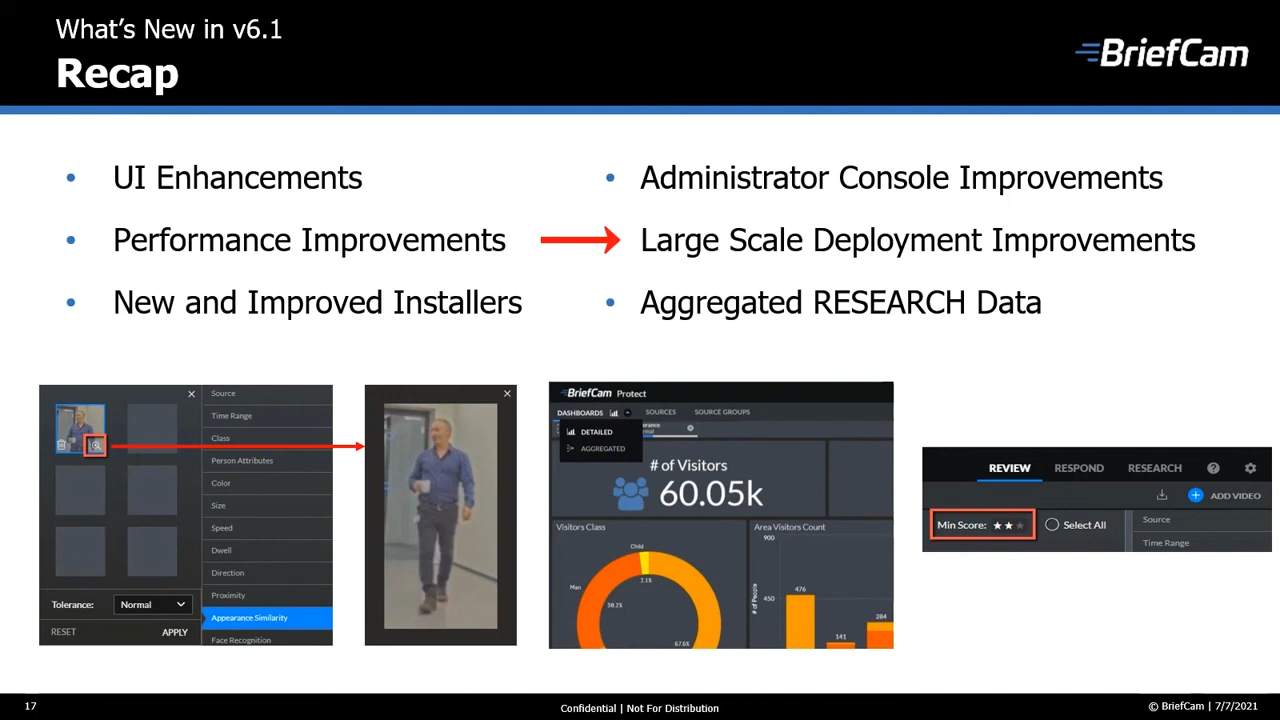 What's New in v6.1
Recap
BriefCam
• UI Enhancements
• Performance Improvements
• New and Improved Installers
• Administrator Console Improvements
Large Scale Deployment Improvements
• Aggregated RESEARCH Data
Source
Time Range
Class
Person Attributes
Color
Size
Speed
Dwell
Direction
Proximity
Appearance Similarity
Face Recognition
Tolerance: Normal
RESET APPLY
BriefCam Protect
DASHBOARDS SOURCES SOURCE GROUPS
DETAILED
AGGREGATED
# of Visitors
60.05k
Visitors Class
Child
2.1%
Man
30.2%
67.6%
Area Visitors Count
900
# of People
450
476
141
284
REVIEW RESPOND RESEARCH
ADD VIDEO
Min Score: ★★★ Select All
Source
Time Range
17
Confidential | Not For Distribution
© BriefCam | 7/7/2021